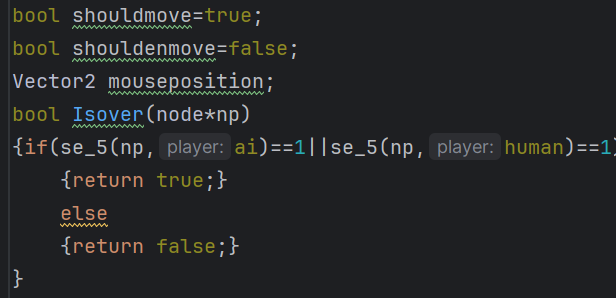 bool shouldmove=true;
bool shouldenmove=false;
Vector2 mouseposition;
bool Isover(node*np)
{if(se_5(np, player: ai)==1||se_5(np, player: human)==1)
    {return true;}
    else
    {return false;}
}